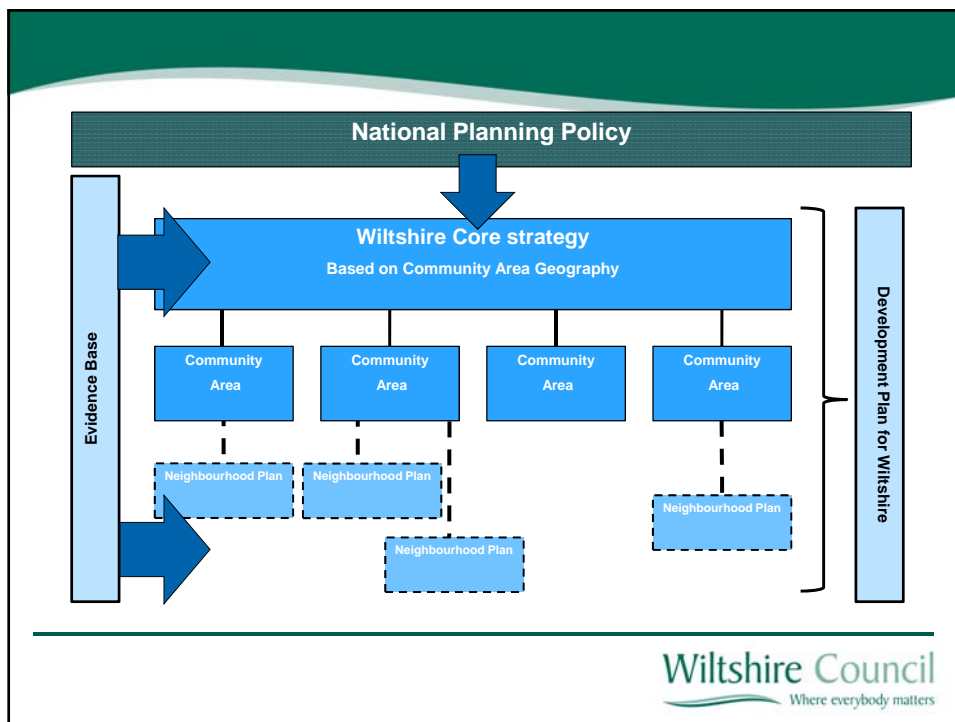 National Planning Policy
Evidence Base
Wiltshire Core strategy
Based on Community Area Geography
Community
Area
Community
Area
Community
Area
Community
Area
Neighbourhood Plan
Neighbourhood Plan
Neighbourhood Plan
Neighbourhood Plan
Development Plan for Wiltshire
Wiltshire Council
Where everybody matters